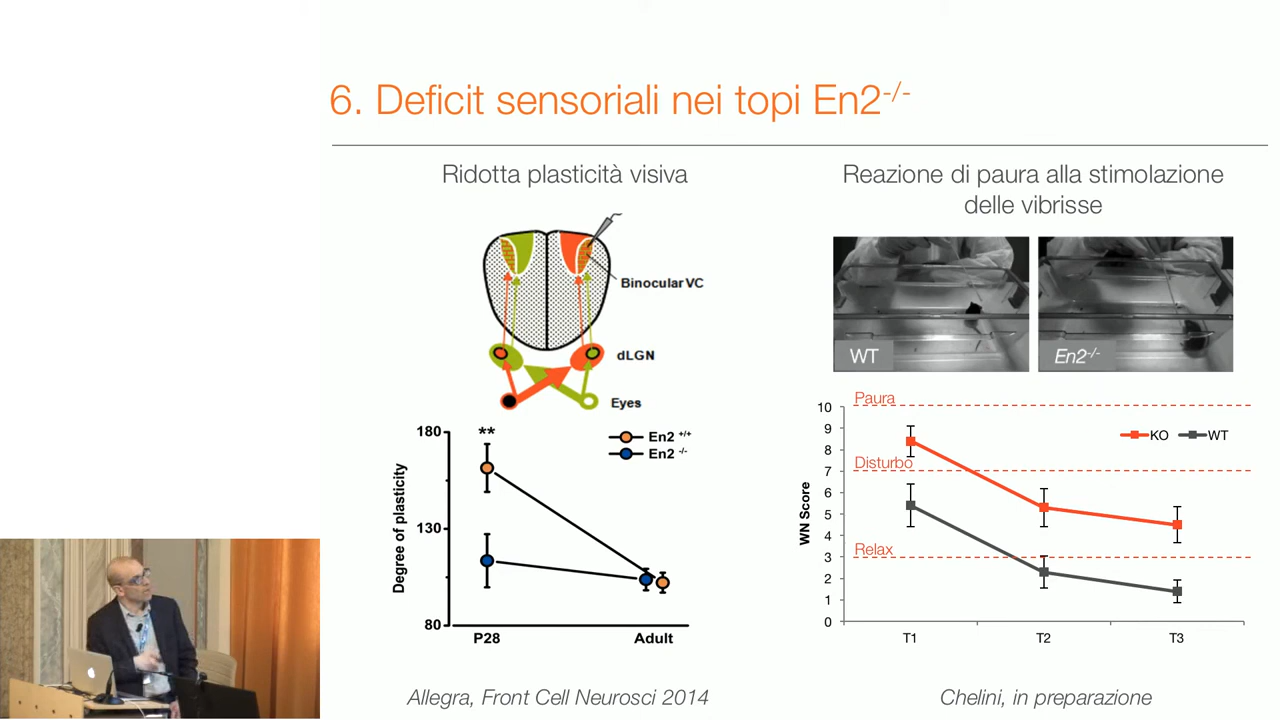 6. Deficit sensoriali nei topi En2-/-
Ridotta plasticità visiva
Binocular VC
dLGN
Eyes
180
130
80
Degree of plasticity
**
En2 +/+
En2 -/-
P28
Adult
Allegra, Front Cell Neurosci 2014
Reazione di paura alla stimolazione
delle vibrisse
WT
En2-/-
10
9
8
7
6
5
4
3
2
1
0
WN Score
Paura
Disturbo
Relax
KO
WT
T1
T2
T3
Chelini, in preparazione